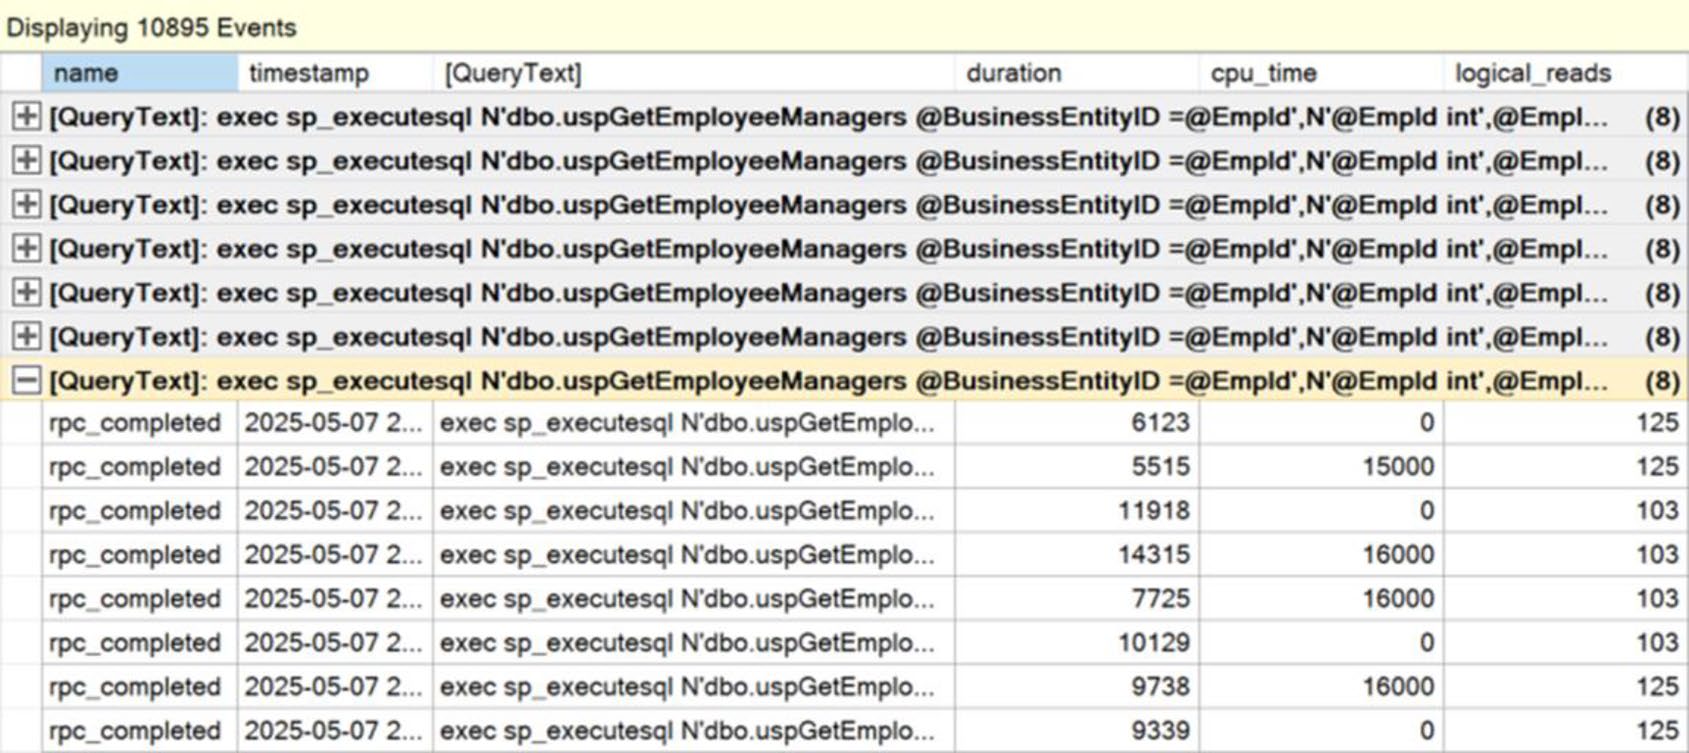 Displaying 10895 Events
name timestamp [QueryText] duration cpu_time logical_reads
[QueryText]: exec sp_executesql N'dbo.uspGetEmployeeManagers @BusinessEntityID =@EmpId',N'@EmpId int',@Empl... (8)
[QueryText]: exec sp_executesql N'dbo.uspGetEmployeeManagers @BusinessEntityID =@EmpId',N'@EmpId int',@Empl... (8)
[QueryText]: exec sp_executesql N'dbo.uspGetEmployeeManagers @BusinessEntityID =@EmpId',N'@EmpId int',@Empl... (8)
[QueryText]: exec sp_executesql N'dbo.uspGetEmployeeManagers @BusinessEntityID =@EmpId',N'@EmpId int',@Empl... (8)
[QueryText]: exec sp_executesql N'dbo.uspGetEmployeeManagers @BusinessEntityID =@EmpId',N'@EmpId int',@Empl... (8)
[QueryText]: exec sp_executesql N'dbo.uspGetEmployeeManagers @BusinessEntityID =@EmpId',N'@EmpId int',@Empl... (8)
[QueryText]: exec sp_executesql N'dbo.uspGetEmployeeManagers @BusinessEntityID =@EmpId',N'@EmpId int',@Empl... (8)
rpc_completed 2025-05-07 2... exec sp_executesql N'dbo.uspGetEmplo... 6123 0 125
rpc_completed 2025-05-07 2... exec sp_executesql N'dbo.uspGetEmplo... 5515 15000 125
rpc_completed 2025-05-07 2... exec sp_executesql N'dbo.uspGetEmplo... 11918 0 103
rpc_completed 2025-05-07 2... exec sp_executesql N'dbo.uspGetEmplo... 14315 16000 103
rpc_completed 2025-05-07 2... exec sp_executesql N'dbo.uspGetEmplo... 7725 16000 103
rpc_completed 2025-05-07 2... exec sp_executesql N'dbo.uspGetEmplo... 10129 0 103
rpc_completed 2025-05-07 2... exec sp_executesql N'dbo.uspGetEmplo... 9738 16000 125
rpc_completed 2025-05-07 2... exec sp_executesql N'dbo.uspGetEmplo... 9339 0 125